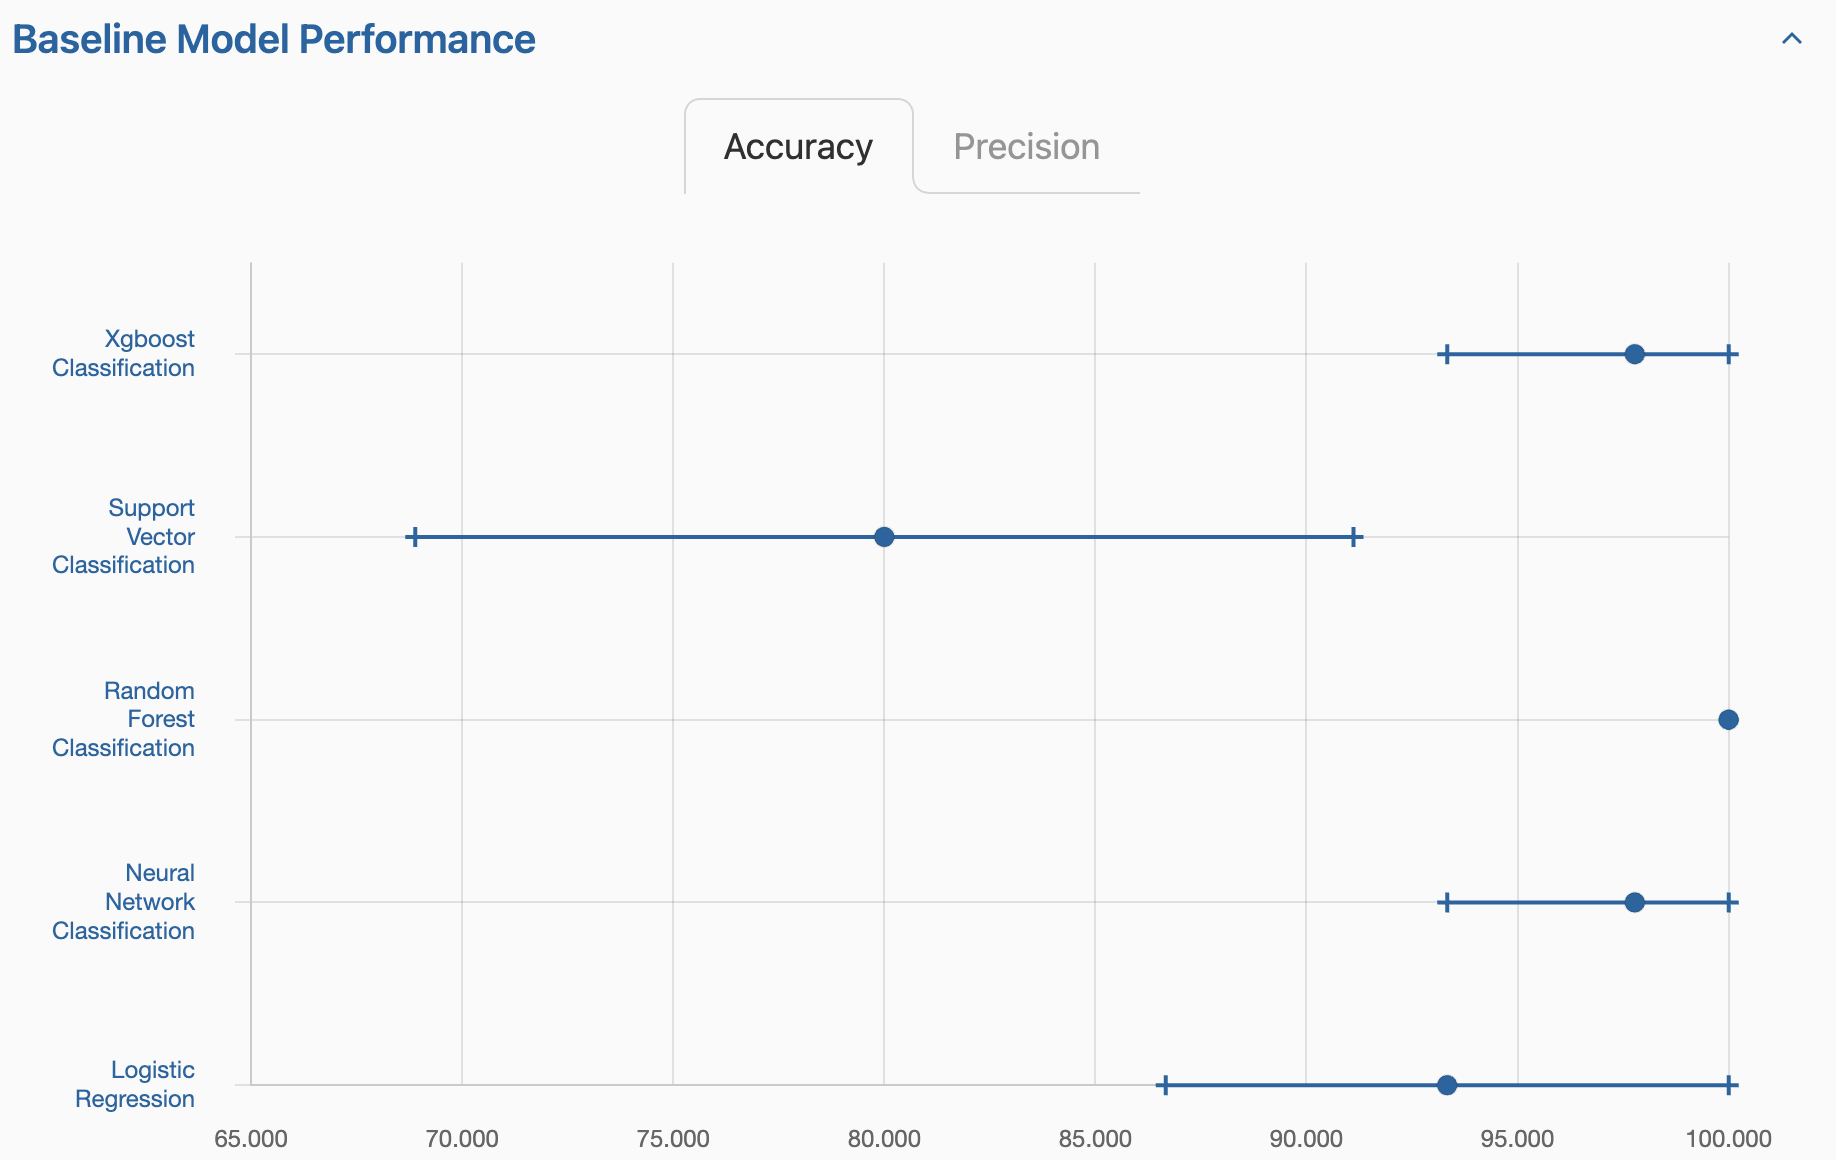 Baseline Model Performance
Accuracy
Precision
Xgboost
Classification
Support
Vector
Classification
Random
Forest
Classification
Neural
Network
Classification
Logistic
Regression
65.000 70.000 75.000 80.000 85.000 90.000 95.000 100.000